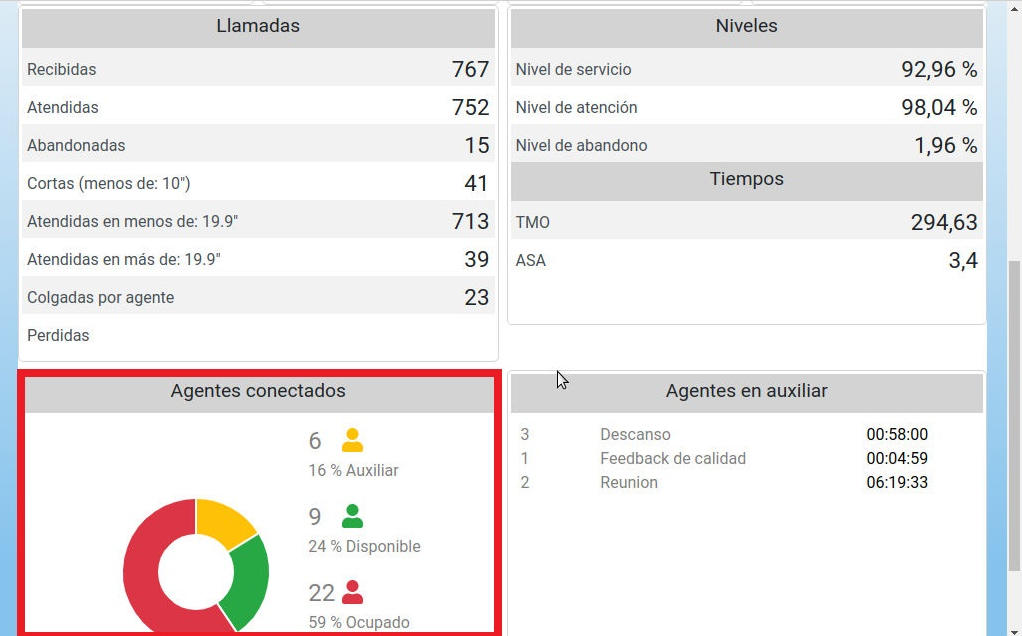 Llamadas
Recibidas 767
Atendidas 752
Abandonadas 15
Cortas (menos de: 10") 41
Atendidas en menos de: 19.9" 713
Atendidas en más de: 19.9" 39
Colgadas por agente 23
Perdidas
Niveles
Nivel de servicio 92,96 %
Nivel de atención 98,04 %
Nivel de abandono 1,96 %
Tiempos
TMO 294,63
ASA 3,4
Agentes conectados
6
16 % Auxiliar
9
24 % Disponible
22
59 % Ocupado
Agentes en auxiliar
3 Descanso 00:58:00
1 Feedback de calidad 00:04:59
2 Reunion 06:19:33